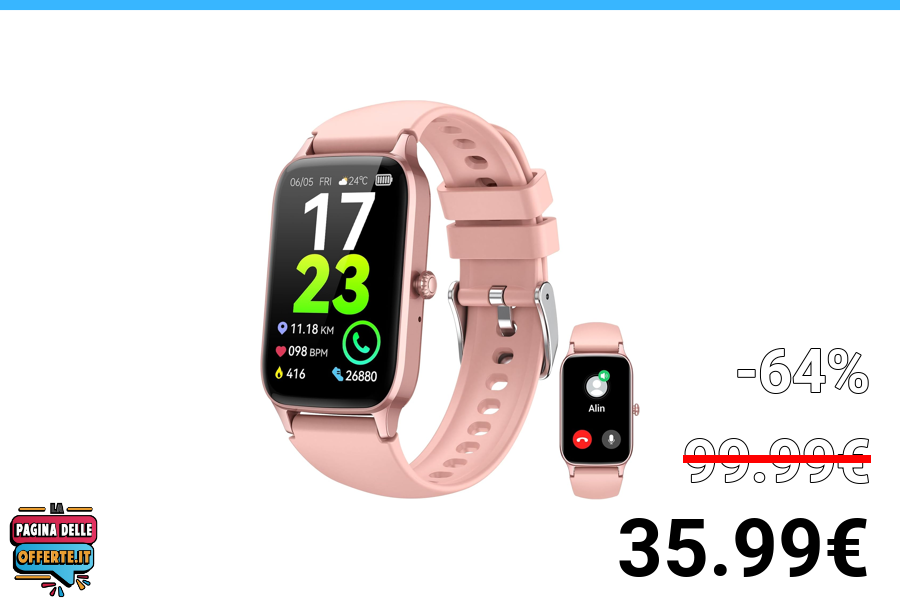 06/05 FRI 24°C
17
23
11.18 KM
098 BPM
416
26880
Alin
-64%
99.99€
35.99€
LA
PAGINA DELLE
OFFERTE.IT